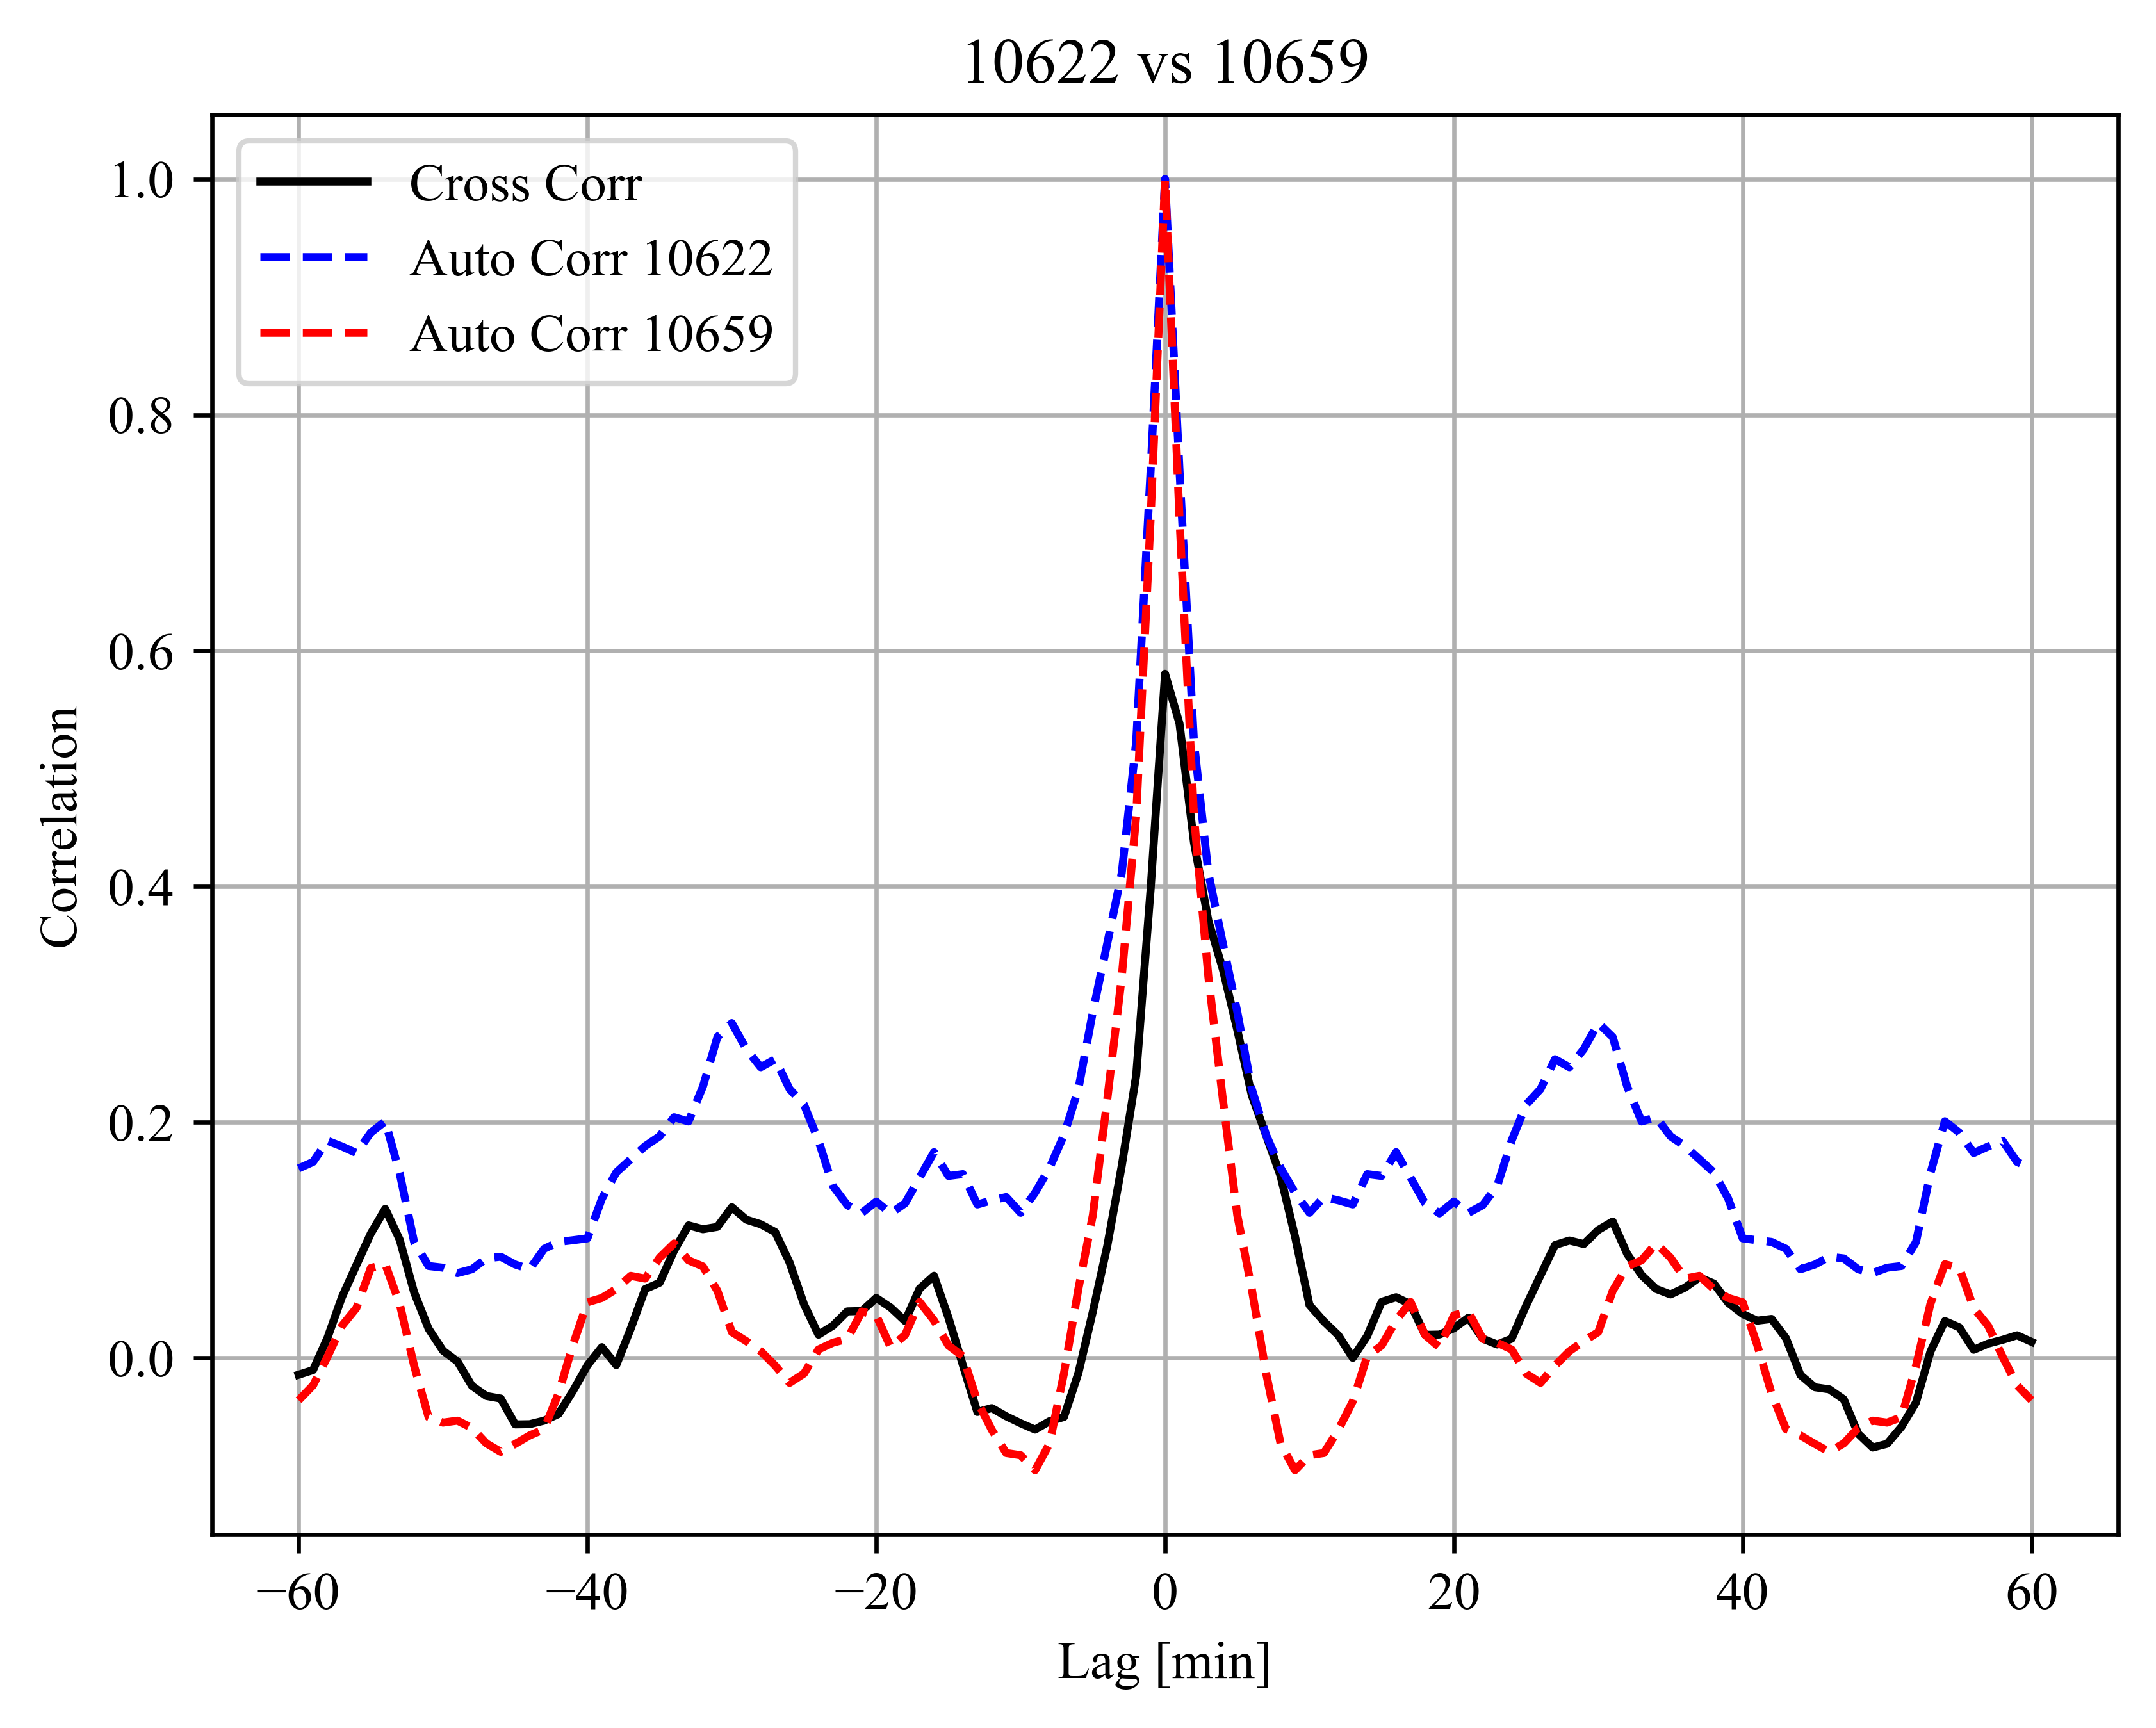 10622 vs 10659
Cross Corr
Auto Corr 10622
Auto Corr 10659
Correlation
1.0
0.8
0.6
0.4
0.2
0.0
−60 −40 −20 0 20 40 60
Lag [min]